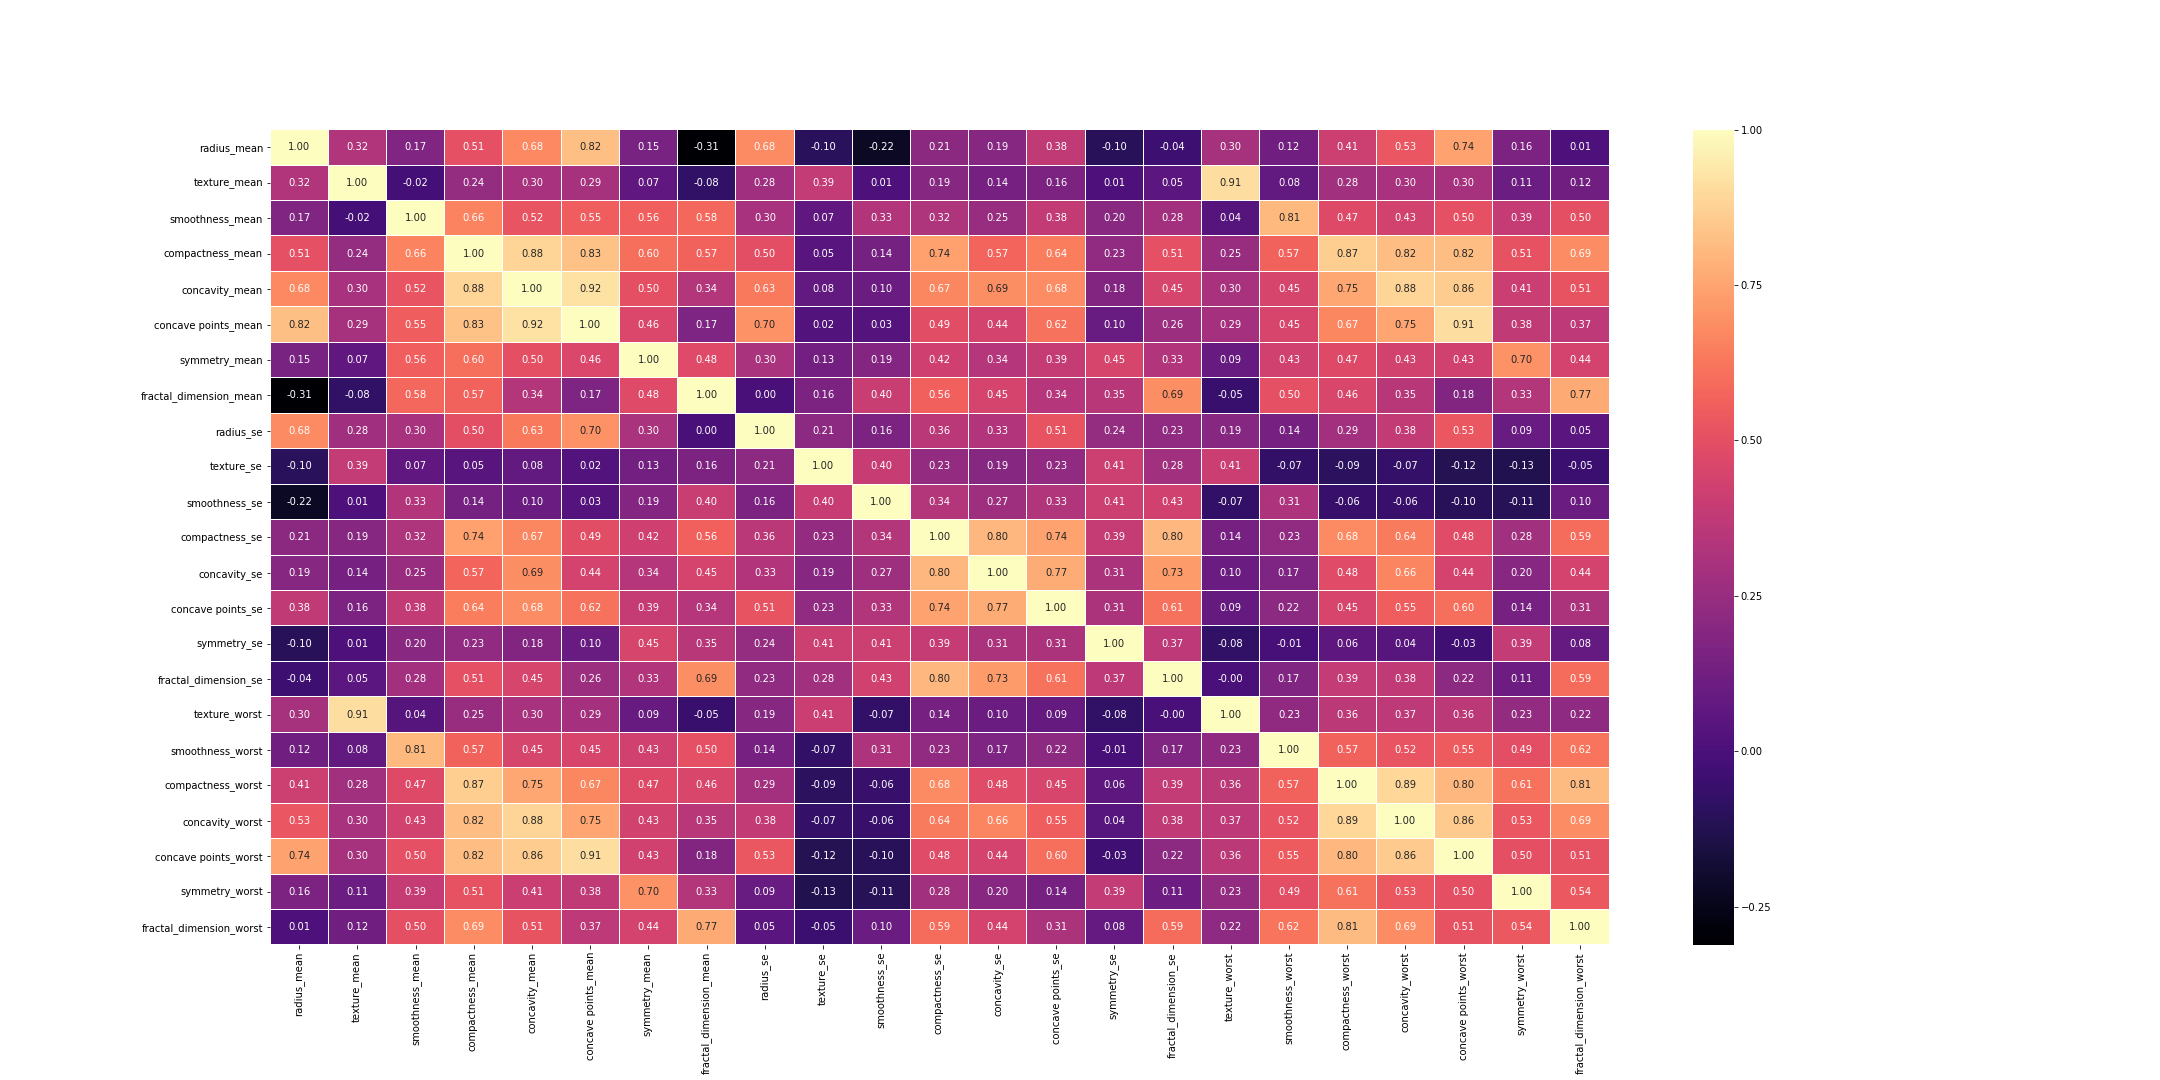 radius_mean 1.00 0.32 0.17 0.51 0.68 0.82 0.15 -0.31 0.68 -0.10 -0.22 0.21 0.19 0.38 -0.10 -0.04 0.30 0.12 0.41 0.53 0.74 0.16 0.01
texture_mean 0.32 1.00 -0.02 0.24 0.30 0.29 0.07 -0.08 0.28 0.39 0.01 0.19 0.14 0.16 0.01 0.05 0.91 0.08 0.28 0.30 0.30 0.11 0.12
smoothness_mean 0.17 -0.02 1.00 0.66 0.52 0.55 0.56 0.58 0.30 0.07 0.33 0.32 0.25 0.38 0.20 0.28 0.04 0.81 0.47 0.43 0.50 0.39 0.50
compactness_mean 0.51 0.24 0.66 1.00 0.88 0.83 0.60 0.57 0.50 0.05 0.14 0.74 0.57 0.64 0.23 0.51 0.25 0.57 0.87 0.82 0.82 0.51 0.69
concavity_mean 0.68 0.30 0.52 0.88 1.00 0.92 0.50 0.34 0.63 0.08 0.10 0.67 0.69 0.68 0.18 0.45 0.30 0.45 0.75 0.88 0.86 0.41 0.51
concave points_mean 0.82 0.29 0.55 0.83 0.92 1.00 0.46 0.17 0.70 0.02 0.03 0.49 0.44 0.62 0.10 0.26 0.29 0.45 0.67 0.75 0.91 0.38 0.37
symmetry_mean 0.15 0.07 0.56 0.60 0.50 0.46 1.00 0.48 0.30 0.13 0.19 0.42 0.34 0.39 0.45 0.33 0.09 0.43 0.47 0.43 0.43 0.70 0.44
fractal_dimension_mean -0.31 -0.08 0.58 0.57 0.34 0.17 0.48 1.00 0.00 0.16 0.40 0.56 0.45 0.34 0.35 0.69 -0.05 0.50 0.46 0.35 0.18 0.33 0.77
radius_se 0.68 0.28 0.30 0.50 0.63 0.70 0.30 0.00 1.00 0.21 0.16 0.36 0.33 0.51 0.24 0.23 0.19 0.14 0.29 0.38 0.53 0.09 0.05
texture_se -0.10 0.39 0.07 0.05 0.08 0.02 0.13 0.16 0.21 1.00 0.40 0.23 0.19 0.23 0.41 0.28 0.41 -0.07 -0.09 -0.07 -0.12 -0.13 -0.05
smoothness_se -0.22 0.01 0.33 0.14 0.10 0.03 0.19 0.40 0.16 0.40 1.00 0.34 0.27 0.33 0.41 0.43 -0.07 0.31 -0.06 -0.06 -0.10 -0.11 0.10
compactness_se 0.21 0.19 0.32 0.74 0.67 0.49 0.42 0.56 0.36 0.23 0.34 1.00 0.80 0.74 0.39 0.80 0.14 0.23 0.68 0.64 0.48 0.28 0.59
concavity_se 0.19 0.14 0.25 0.57 0.69 0.44 0.34 0.45 0.33 0.19 0.27 0.80 1.00 0.77 0.31 0.73 0.10 0.17 0.48 0.66 0.44 0.20 0.44
concave points_se 0.38 0.16 0.38 0.64 0.68 0.62 0.39 0.34 0.51 0.23 0.33 0.74 0.77 1.00 0.31 0.61 0.09 0.22 0.45 0.55 0.60 0.14 0.31
symmetry_se -0.10 0.01 0.20 0.23 0.18 0.10 0.45 0.35 0.24 0.41 0.41 0.39 0.31 0.31 1.00 0.37 -0.08 -0.01 0.06 0.04 -0.03 0.39 0.08
fractal_dimension_se -0.04 0.05 0.28 0.51 0.45 0.26 0.33 0.69 0.23 0.28 0.43 0.80 0.73 0.61 0.37 1.00 -0.00 0.17 0.39 0.38 0.22 0.11 0.59
texture_worst 0.30 0.91 0.04 0.25 0.30 0.29 0.09 -0.05 0.19 0.41 -0.07 0.14 0.10 0.09 -0.08 -0.00 1.00 0.23 0.36 0.37 0.36 0.23 0.22
smoothness_worst 0.12 0.08 0.81 0.57 0.45 0.45 0.43 0.50 0.14 -0.07 0.31 0.23 0.17 0.22 -0.01 0.17 0.23 1.00 0.57 0.52 0.55 0.49 0.62
compactness_worst 0.41 0.28 0.47 0.87 0.75 0.67 0.47 0.46 0.29 -0.09 -0.06 0.68 0.48 0.45 0.06 0.39 0.36 0.57 1.00 0.89 0.80 0.61 0.81
concavity_worst 0.53 0.30 0.43 0.82 0.88 0.75 0.43 0.35 0.38 -0.07 -0.06 0.64 0.66 0.55 0.04 0.38 0.37 0.52 0.89 1.00 0.86 0.53 0.69
concave points_worst 0.74 0.30 0.50 0.82 0.86 0.91 0.43 0.18 0.53 -0.12 -0.10 0.48 0.44 0.60 -0.03 0.22 0.36 0.55 0.80 0.86 1.00 0.50 0.51
symmetry_worst 0.16 0.11 0.39 0.51 0.41 0.38 0.70 0.33 0.09 -0.13 -0.11 0.28 0.20 0.14 0.39 0.11 0.23 0.49 0.61 0.53 0.50 1.00 0.54
fractal_dimension_worst 0.01 0.12 0.50 0.69 0.51 0.37 0.44 0.77 0.05 -0.05 0.10 0.59 0.44 0.31 0.08 0.59 0.22 0.62 0.81 0.69 0.51 0.54 1.00
radius_mean
texture_mean
smoothness_mean
compactness_mean
concavity_mean
concave points_mean
symmetry_mean
fractal_dimension_mean
radius_se
texture_se
smoothness_se
compactness_se
concavity_se
concave points_se
symmetry_se
fractal_dimension_se
texture_worst
smoothness_worst
compactness_worst
concavity_worst
concave points_worst
symmetry_worst
fractal_dimension_worst
1.00
0.75
0.50
0.25
0.00
−0.25